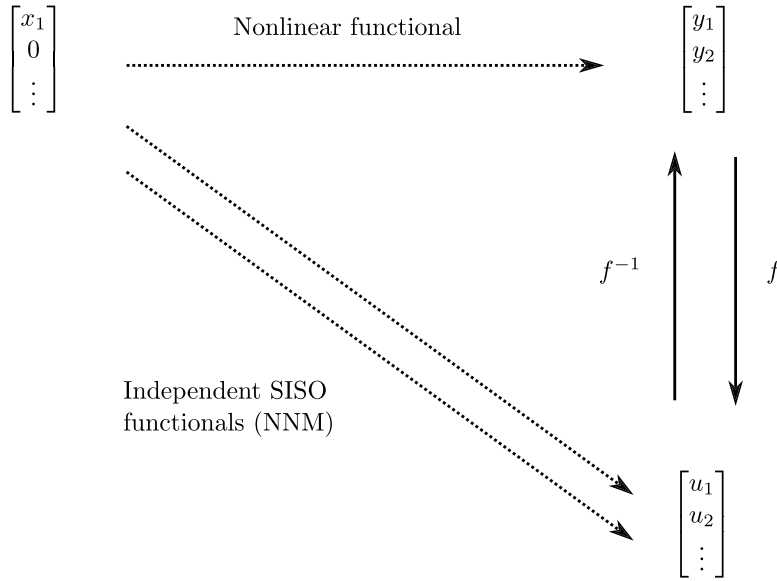 x₁
0
⋮
Nonlinear functional
y₁
y₂
⋮
f⁻¹
f
Independent SISO
functionals (NNM)
u₁
u₂
⋮